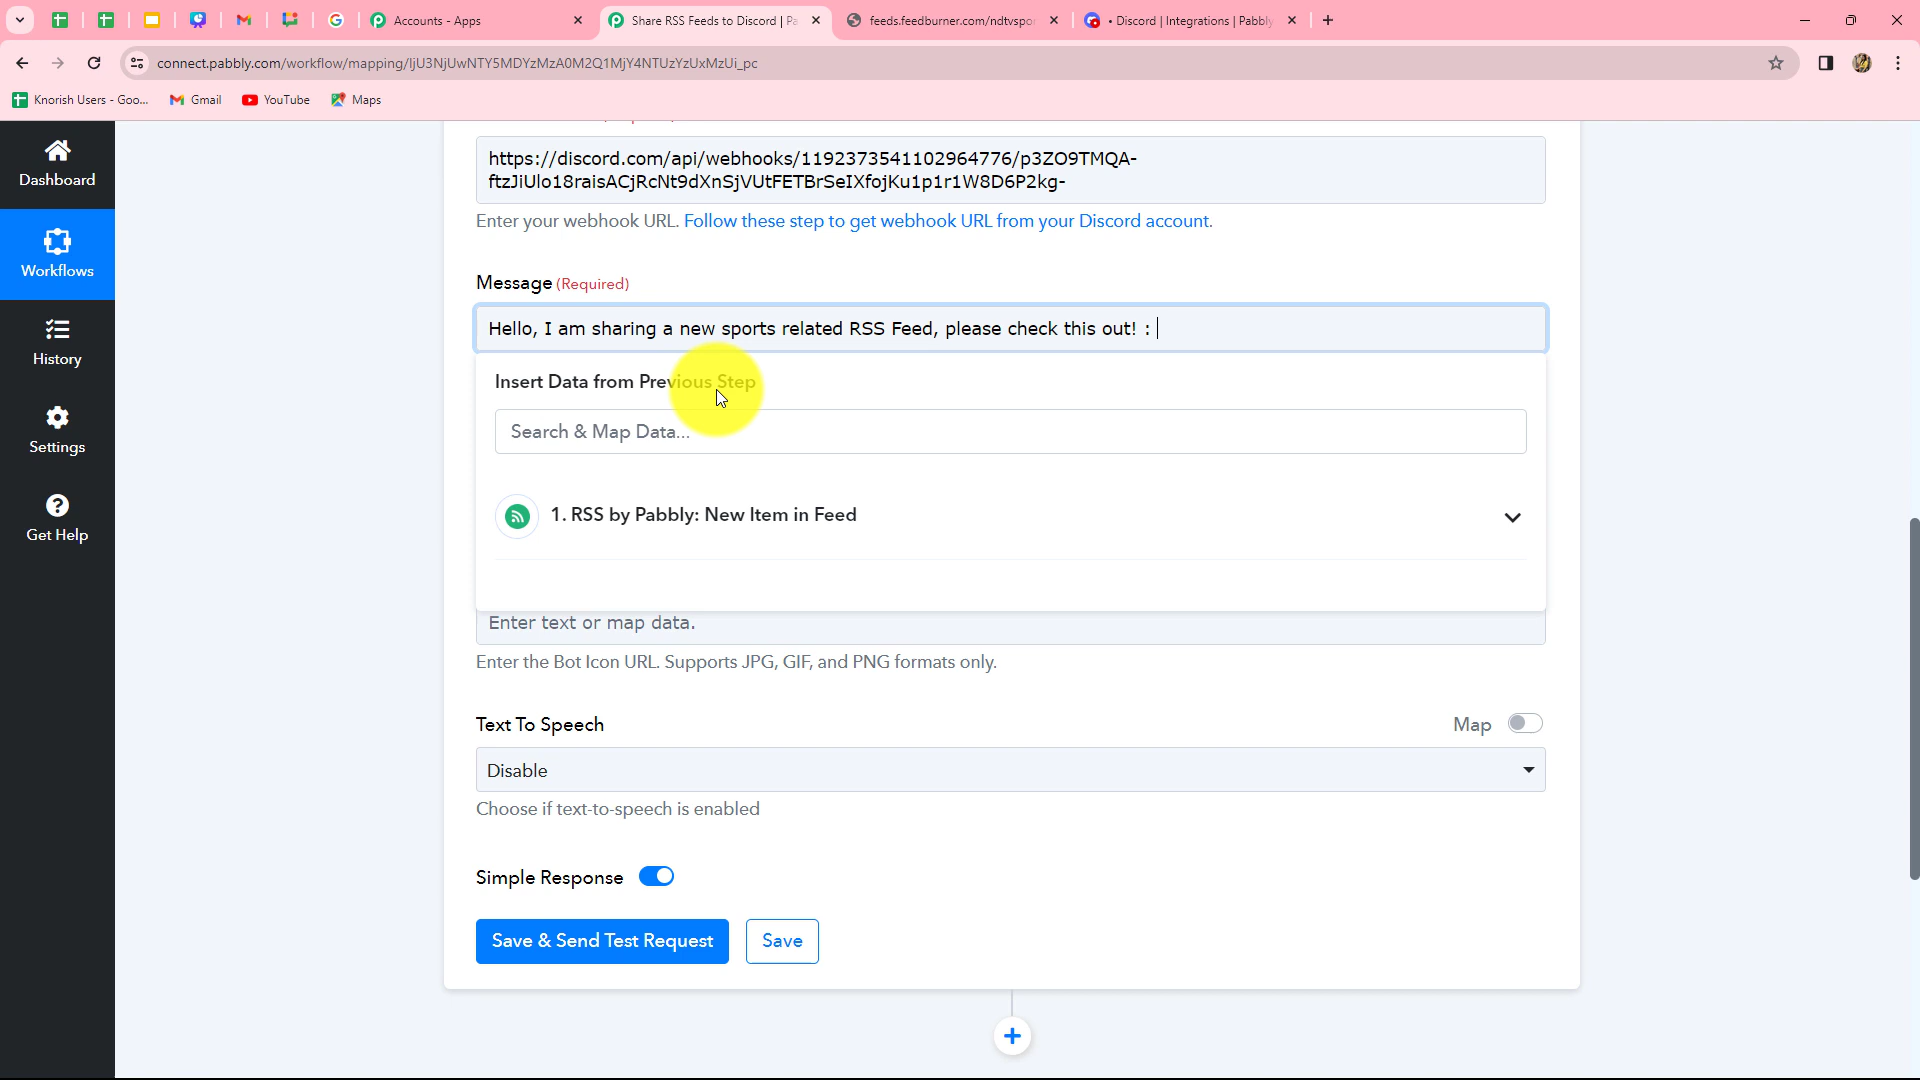 Accounts - Apps
Share RSS Feeds to Discord | Pa
feeds.feedburner.com/ndtvspo
• Discord | Integrations | Pabbly
connect.pabbly.com/workflow/mapping/IjU3NjUwNTY5MDYzMzA0M2Q1MjY4NTUzYzUxMzUi_pc
Knorish Users - Goo...
Gmail
YouTube
Maps
Dashboard
Workflows
History
Settings
Get Help
https://discord.com/api/webhooks/1192373541102964776/p3ZO9TMQA-
ftzJiUlo18raisACjRcNt9dXnSjVUtFETBrSeIXfojKu1p1r1W8D6P2kg-
Enter your webhook URL. Follow these step to get webhook URL from your Discord account.
Message (Required)
Hello, I am sharing a new sports related RSS Feed, please check this out! :
Insert Data from Previous Step
Search & Map Data...
1. RSS by Pabbly: New Item in Feed
Enter text or map data.
Enter the Bot Icon URL. Supports JPG, GIF, and PNG formats only.
Text To Speech
Map
Disable
Choose if text-to-speech is enabled
Simple Response
Save & Send Test Request
Save